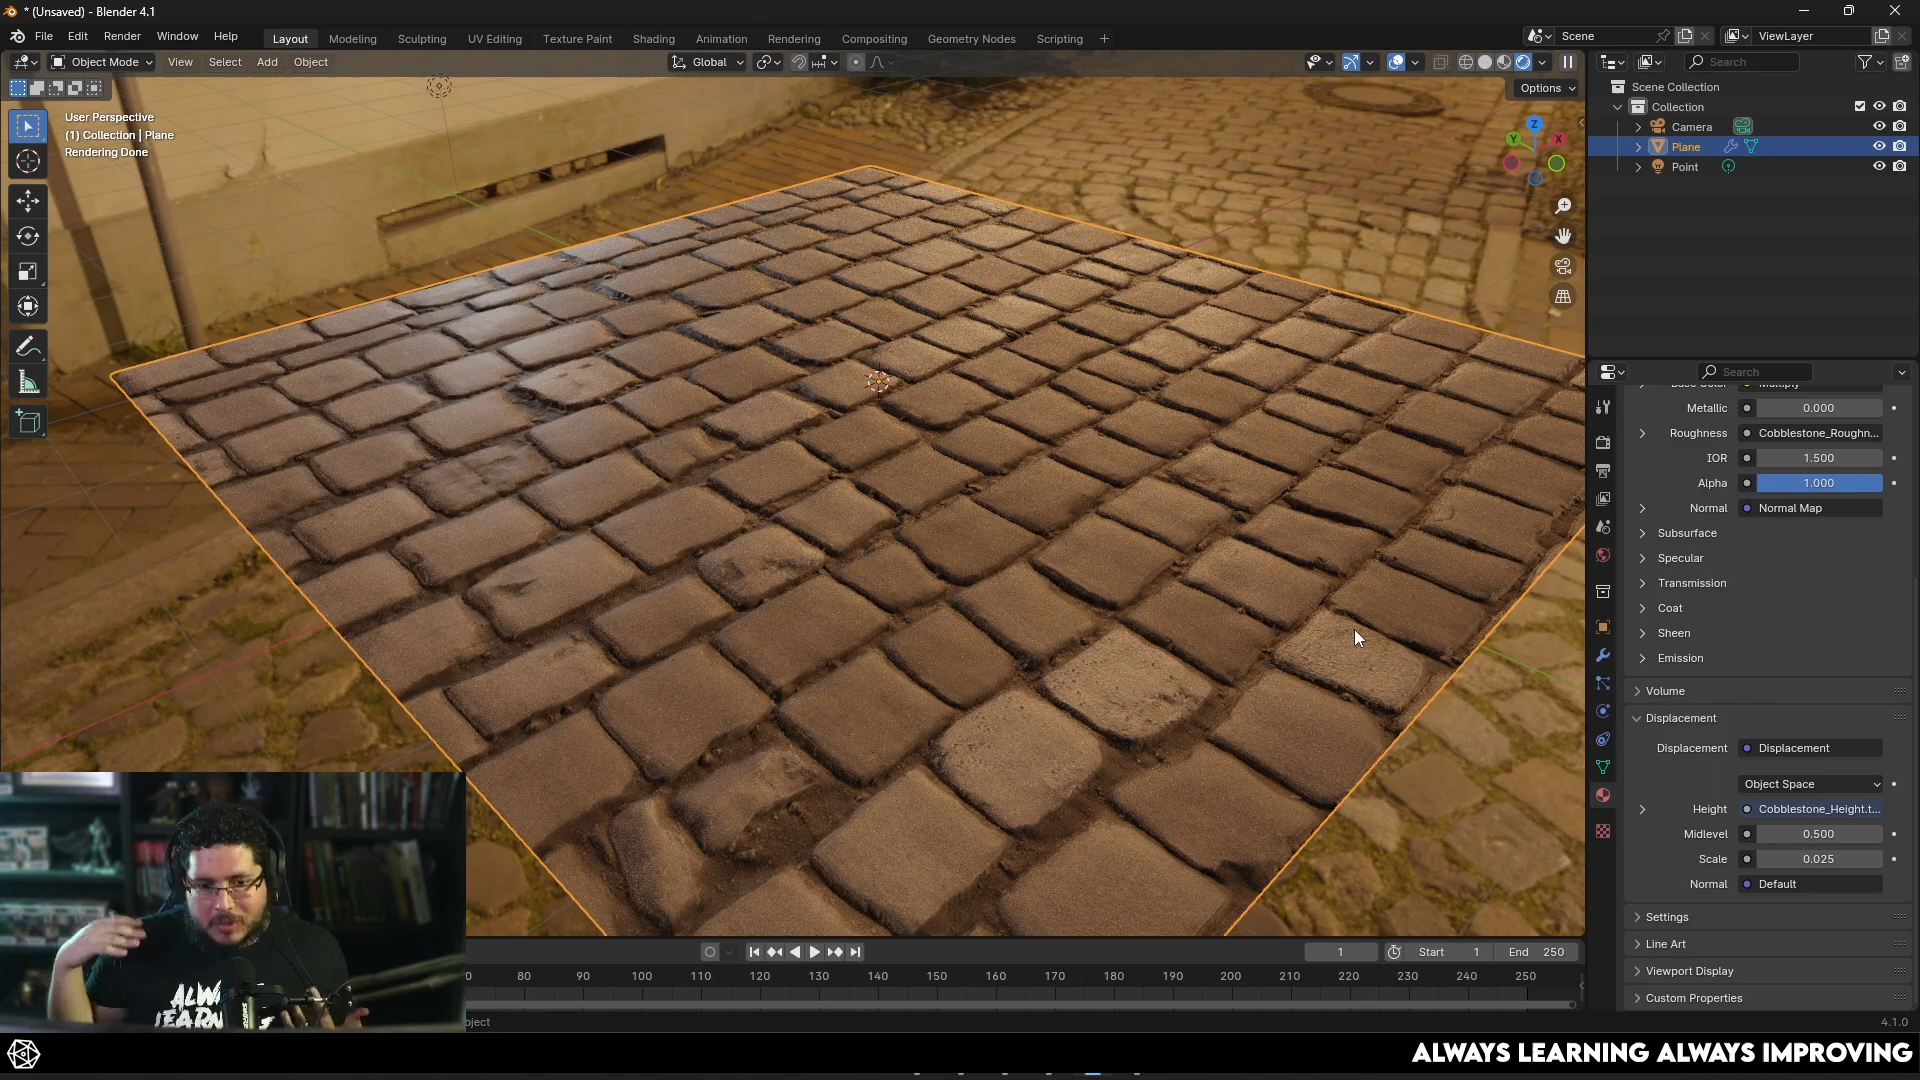 * (Unsaved) - Blender 4.1
File Edit Render Window Help Layout Modeling Sculpting UV Editing Texture Paint Shading Animation Rendering Compositing Geometry Nodes Scripting + Scene ViewLayer
Object Mode View Select Add Object Global Search
Options
User Perspective
(1) Collection | Plane
Rendering Done
Z
Y
X
Scene Collection
Collection
Camera
Plane
Point
Search
Metallic 0.000
Roughness Cobblestone_Roughn...
IOR 1.500
Alpha 1.000
Normal Normal Map
Subsurface
Specular
Transmission
Coat
Sheen
Emission
Volume
Displacement
Displacement Displacement
Object Space
Height Cobblestone_Height.t...
Midlevel 0.500
Scale 0.025
Normal Default
Settings
Line Art
Viewport Display
Custom Properties
1 Start 1 End 250
80 90 100 110 120 130 140 150 160 170 180 190 200 210 220 230 240 250
4.1.0
ALWAYS LEARNING ALWAYS IMPROVING